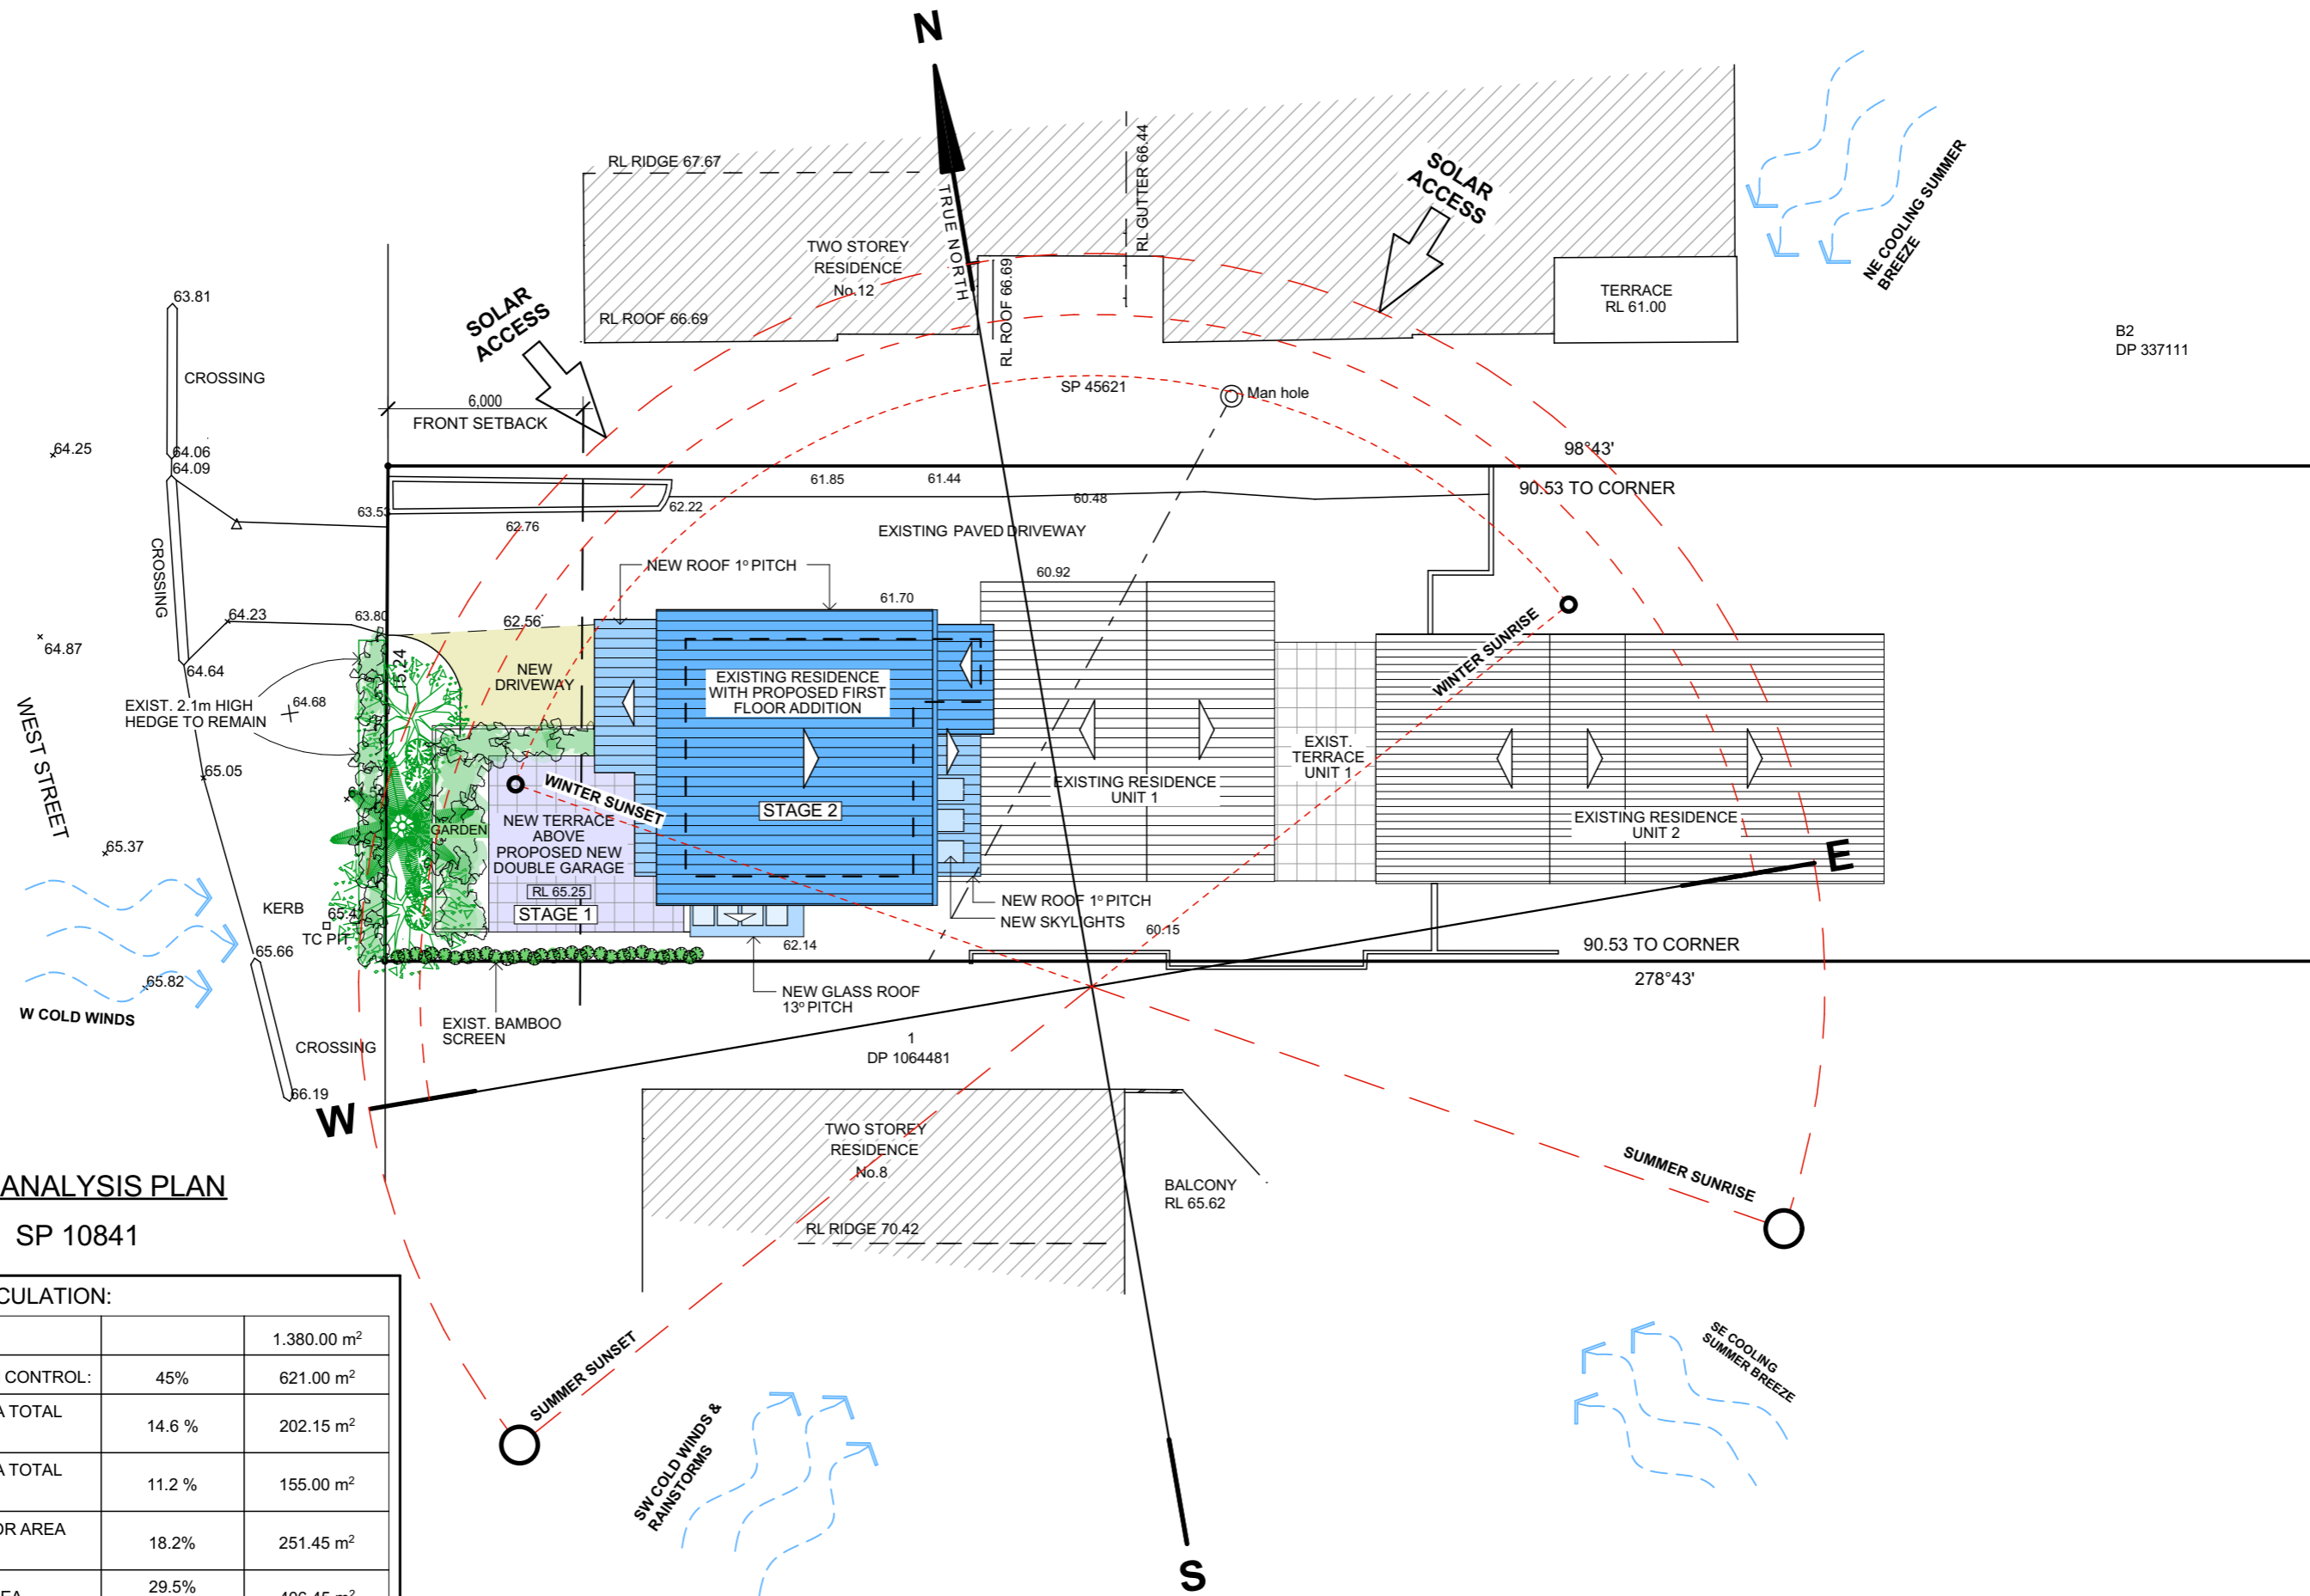 N
TRUE NORTH
RL RIDGE 67.67
RL GUTTER 66.44
SOLAR
ACCESS
NE COOLING SUMMER
BREEZE
TWO STOREY
RESIDENCE
No.12
RL ROOF 66.69
RL ROOF 66.69
TERRACE
RL 61.00
B2
DP 337111
SOLAR
ACCESS
63.81
CROSSING
6,000
FRONT SETBACK
SP 45621
Man hole
64.25
64.06
64.09
98°43'
90.53 TO CORNER
61.85
61.44
60.48
63.53
62.22
62.76
EXISTING PAVED DRIVEWAY
CROSSING
NEW ROOF 1º PITCH
60.92
61.70
64.23
63.80
62.56
64.87
64.64
15.24
NEW
DRIVEWAY
EXISTING RESIDENCE
WITH PROPOSED FIRST
FLOOR ADDITION
WINTER SUNRISE
EXIST. 2.1m HIGH
HEDGE TO REMAIN
64.68
WEST STREET
65.05
EXIST.
TERRACE
UNIT 1
EXISTING RESIDENCE
UNIT 1
WINTER SUNSET
STAGE 2
EXISTING RESIDENCE
UNIT 2
GARDEN
NEW TERRACE
ABOVE
PROPOSED NEW
DOUBLE GARAGE
RL 65.25
STAGE 1
65.37
E
KERB
TC PIT
NEW ROOF 1º PITCH
NEW SKYLIGHTS
60.15
62.14
65.66
65.82
90.53 TO CORNER
278°43'
W COLD WINDS
NEW GLASS ROOF
13º PITCH
EXIST. BAMBOO
SCREEN
CROSSING
1
DP 1064481
66.19
W
TWO STOREY
RESIDENCE
No.8
RL RIDGE 70.42
BALCONY
RL 65.62
SUMMER SUNRISE
ANALYSIS PLAN
SP 10841
SUMMER SUNSET
SW COLD WINDS &
RAINSTORMS
SE COOLING
SUMMER BREEZE
S
CULATION:
1.380.00 m²
CONTROL: 45% 621.00 m²
A TOTAL
14.6 % 202.15 m²
A TOTAL
11.2 % 155.00 m²
OR AREA
18.2% 251.45 m²
29.5%